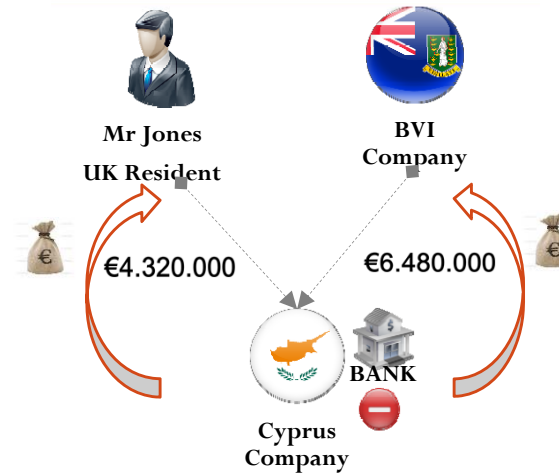 Mr Jones
UK Resident
BVI
Company
€4.320.000
€6.480.000
BANK
Cyprus
Company